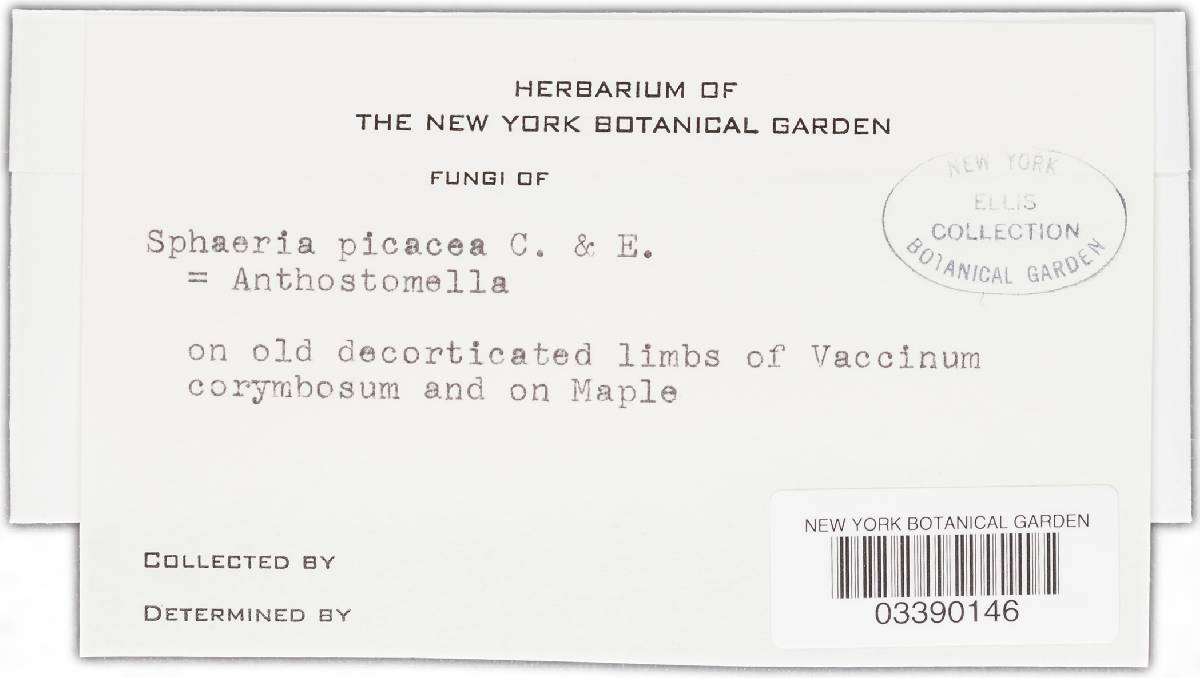 HERBARIUM OF
THE NEW YORK BOTANICAL GARDEN
FUNGI OF
NEW YORK
ELLIS
COLLECTION
BOTANICAL GARDEN
Sphaeria picacea C. & E.
= Anthostomella
on old decorticated limbs of Vaccinum
corymbosum and on Maple
NEW YORK BOTANICAL GARDEN
03390146
COLLECTED BY
DETERMINED BY